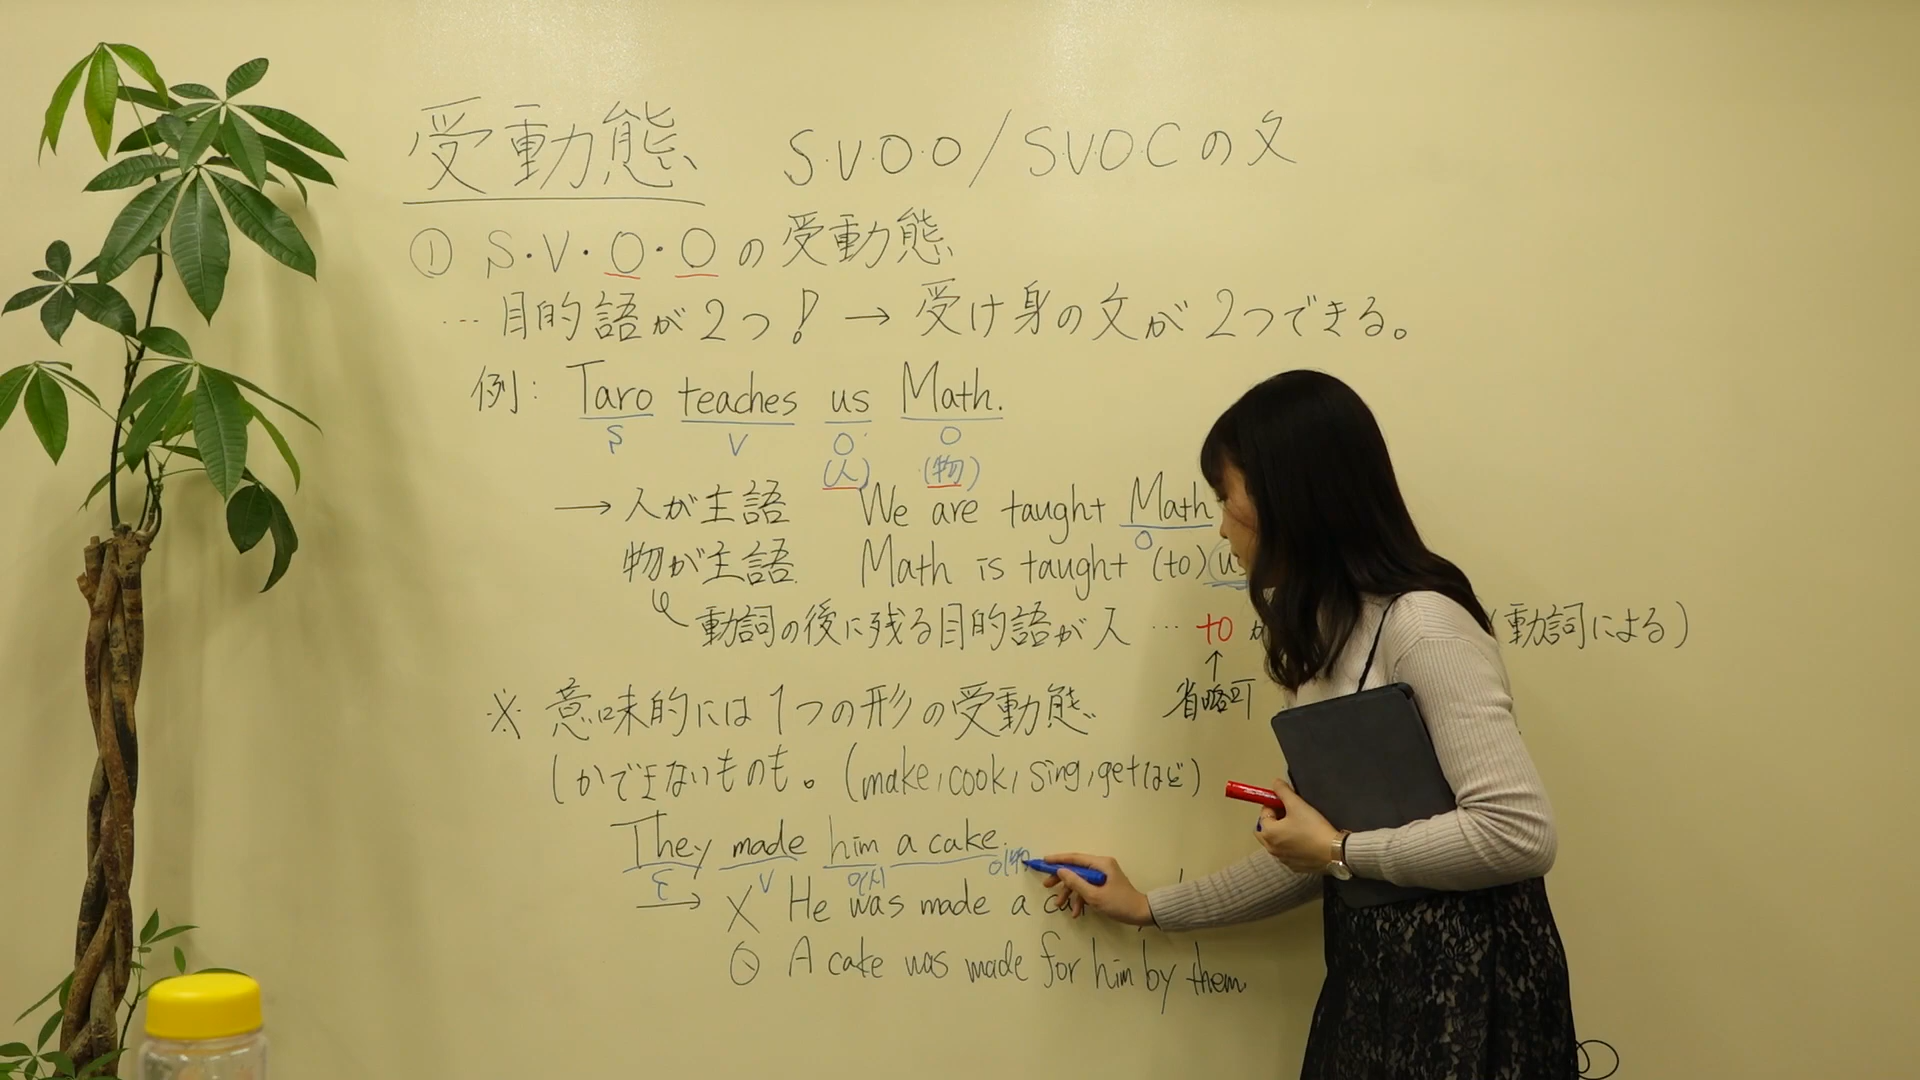 受動態 S・V・O・O / SVOCの文
① S・V・O・Oの受動態
… 目的語が2つ! → 受け身の文が2つできる。
例: Taro teaches us Math.
S V O O
(人) (物)
→ 人が主語 We are taught Math
O
物が主語 Math is taught (to) us
動詞の後に残る目的語が人 … to か (動詞による)
↑
省略可
※ 意味的には1つの形の受動態
しかできないものも。(make, cook, sing, getなど)
They made him a cake.
S V O(人) O(物
→ X He was made a ca
○ A cake was made for him by them